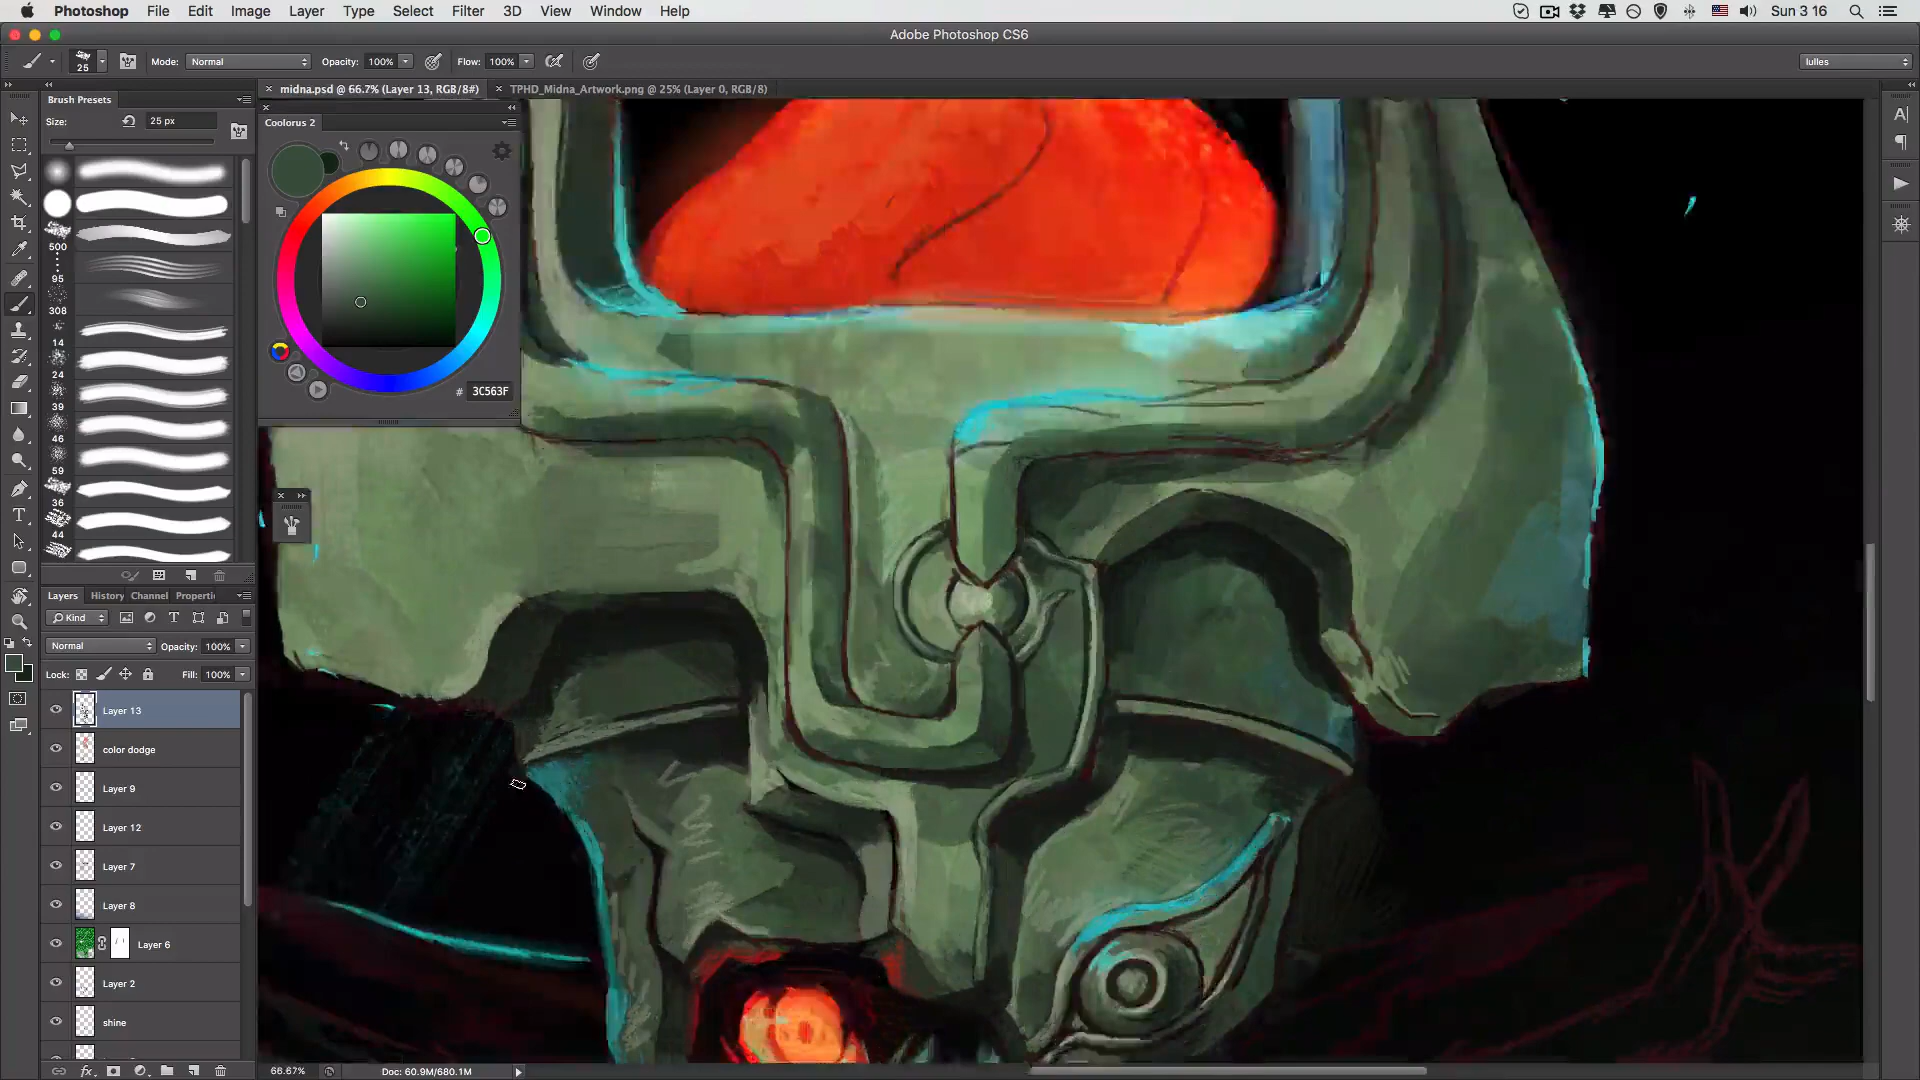 Photoshop File Edit Image Layer Type Select Filter 3D View Window Help Sun 3 16
Adobe Photoshop CS6
25 Mode: Normal Opacity: 100% Flow: 100% lulles
Brush Presets
midna.psd @ 66.7% (Layer 13, RGB/8#) TPHD_Midna_Artwork.png @ 25% (Layer 0, RGB/8)
Size: 25 px
Coolorus 2
500
95
308
14
24
39
46
59
36
44
# 3C563F
Layers History Channel Properti
Kind
Normal Opacity: 100%
Lock: Fill: 100%
Layer 13
color dodge
Layer 9
Layer 12
Layer 7
Layer 8
Layer 6
Layer 2
shine
fx
66.67% Doc: 60.9M/680.1M